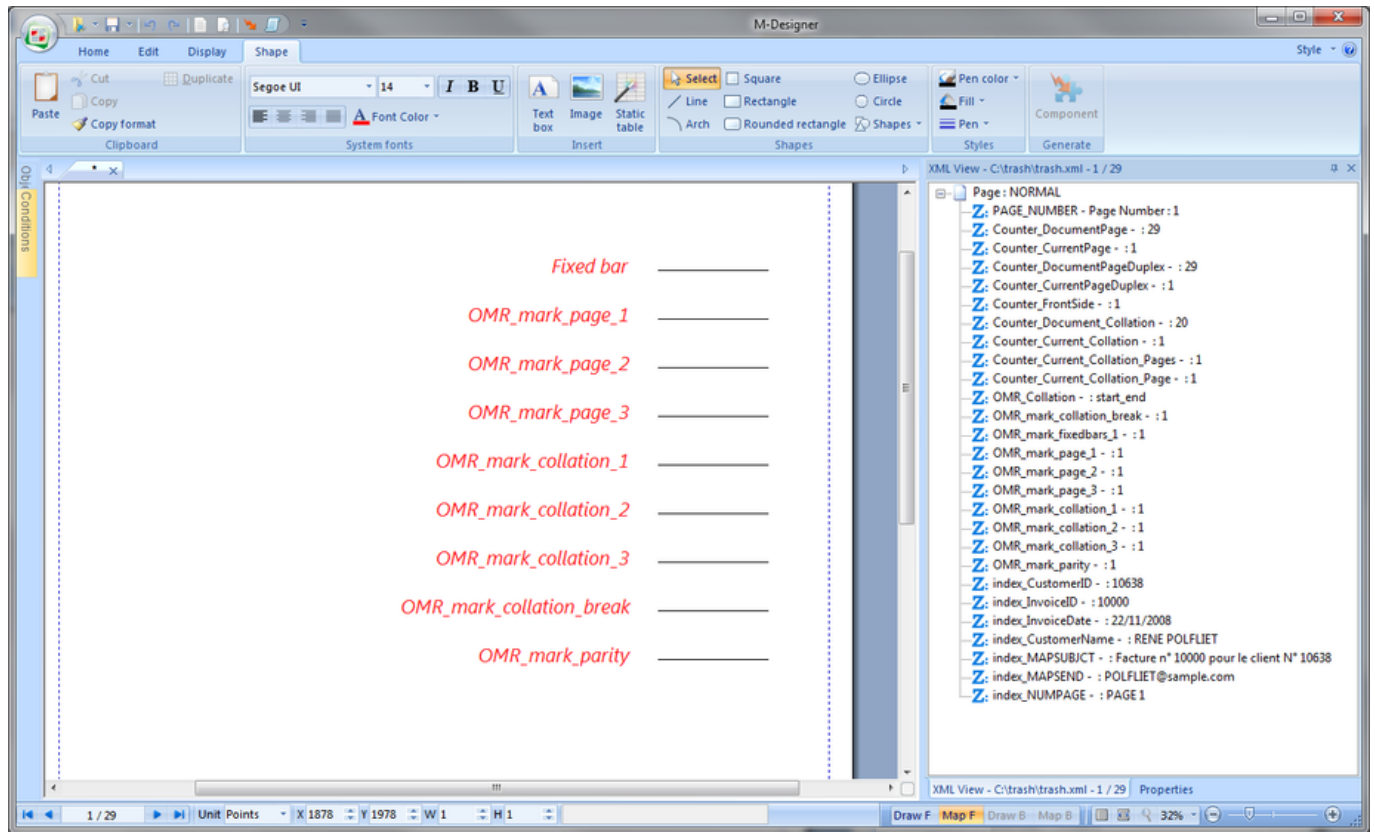 M-Designer
Home Edit Display Shape Style
Paste
Cut
Copy
Copy format
Duplicate
Clipboard
Segoe UI 14 I B U
A Font Color
System fonts
A
Text box
Image
Static table
Insert
Select Square Ellipse
Line Rectangle Circle
Arch Rounded rectangle Shapes
Shapes
Pen color
Fill
Pen
Styles
Component
Generate
Conditions
*
XML View - C:\trash\trash.xml - 1 / 29
Fixed bar
OMR_mark_page_1
OMR_mark_page_2
OMR_mark_page_3
OMR_mark_collation_1
OMR_mark_collation_2
OMR_mark_collation_3
OMR_mark_collation_break
OMR_mark_parity
Page : NORMAL
Z: PAGE_NUMBER - Page Number : 1
Z: Counter_DocumentPage - : 29
Z: Counter_CurrentPage - : 1
Z: Counter_DocumentPageDuplex - : 29
Z: Counter_CurrentPageDuplex - : 1
Z: Counter_FrontSide - : 1
Z: Counter_Document_Collation - : 20
Z: Counter_Current_Collation - : 1
Z: Counter_Current_Collation_Pages - : 1
Z: Counter_Current_Collation_Page - : 1
Z: OMR_Collation - : start_end
Z: OMR_mark_collation_break - : 1
Z: OMR_mark_fixedbars_1 - : 1
Z: OMR_mark_page_1 - : 1
Z: OMR_mark_page_2 - : 1
Z: OMR_mark_page_3 - : 1
Z: OMR_mark_collation_1 - : 1
Z: OMR_mark_collation_2 - : 1
Z: OMR_mark_collation_3 - : 1
Z: OMR_mark_parity - : 1
Z: index_CustomerID - : 10638
Z: index_InvoiceID - : 10000
Z: index_InvoiceDate - : 22/11/2008
Z: index_CustomerName - : RENE POLFLIET
Z: index_MAPSUBJCT - : Facture n° 10000 pour le client N° 10638
Z: index_MAPSEND - : POLFLIET@sample.com
Z: index_NUMPAGE - : PAGE 1
XML View - C:\trash\trash.xml - 1 / 29 Properties
1 / 29 Unit Points X 1878 Y 1978 W 1 H 1 Draw F Map F Draw B Map B 32%